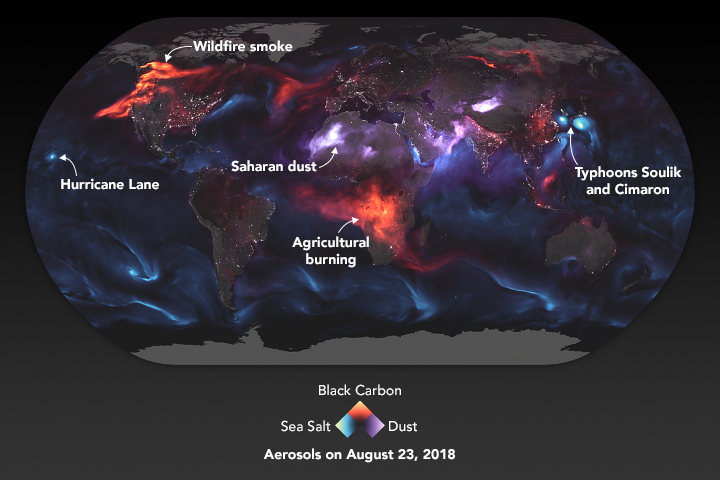 Wildfire smoke
Saharan dust
Hurricane Lane
Typhoons Soulik
and Cimaron
Agricultural
burning
Black Carbon
Sea Salt
Dust
Aerosols on August 23, 2018